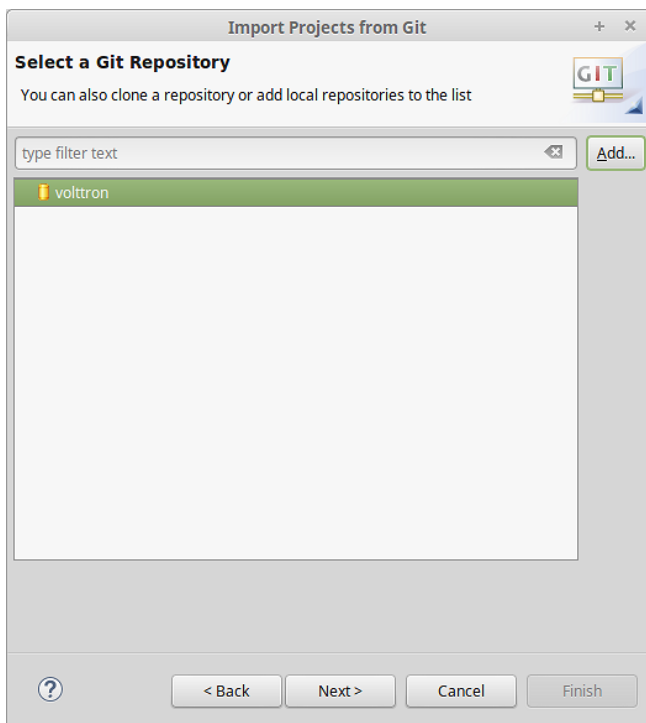 Import Projects from Git
Select a Git Repository
You can also clone a repository or add local repositories to the list
GIT
type filter text
Add...
volttron
< Back
Next >
Cancel
Finish